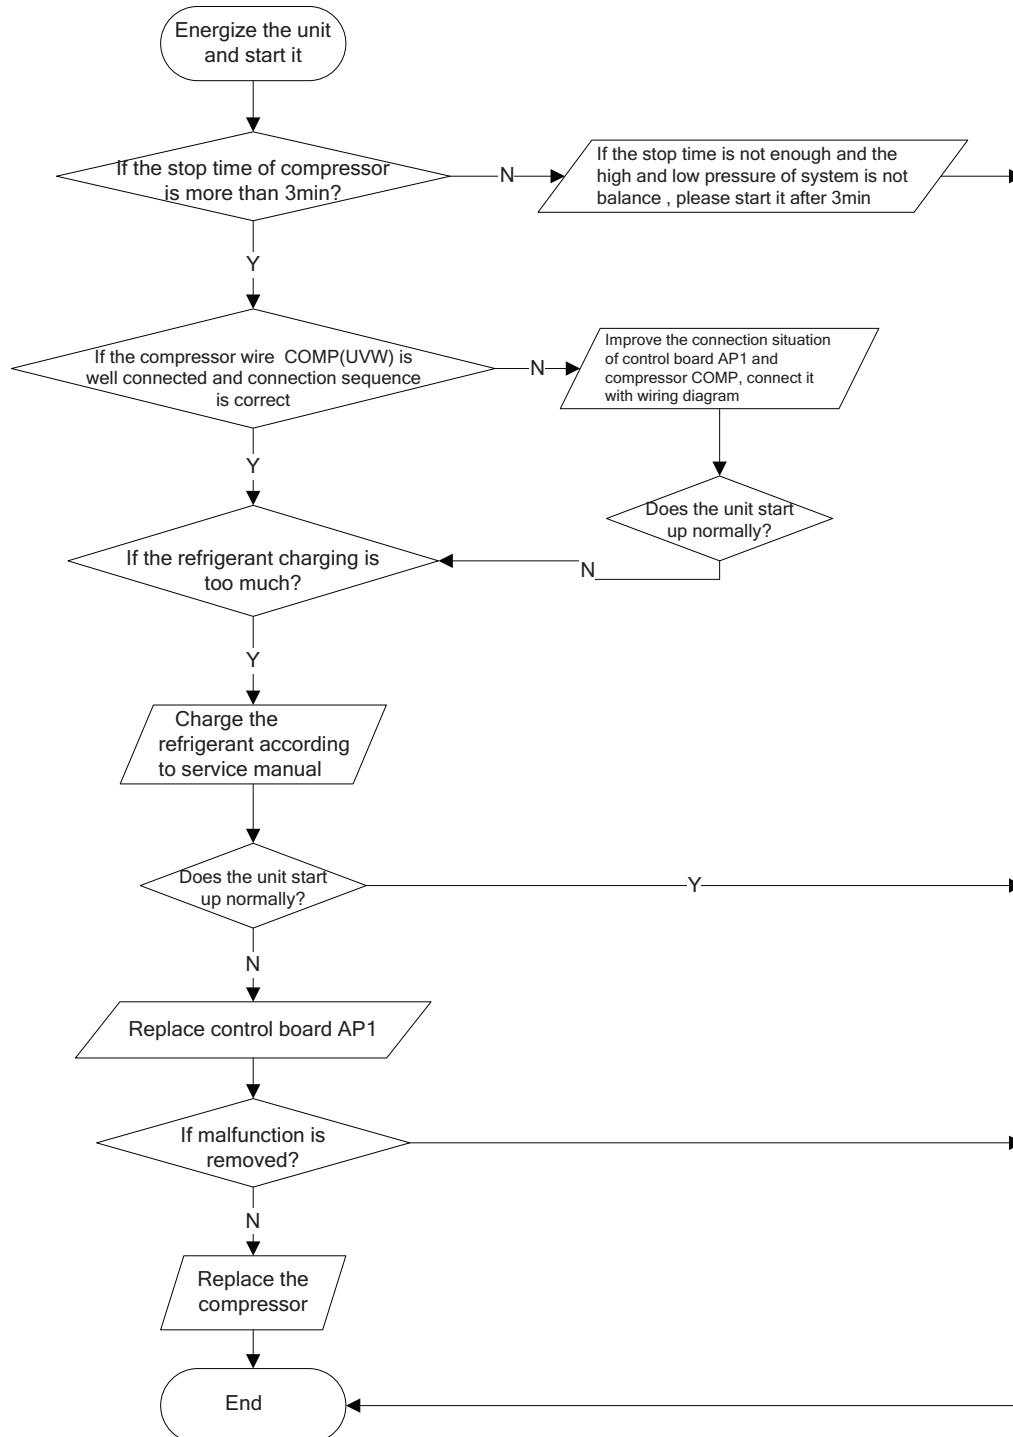 Energize the unit
and start it
If the stop time of compressor
is more than 3min?
N
If the stop time is not enough and the
high and low pressure of system is not
balance , please start it after 3min
Y
If the compressor wire COMP(UVW) is
well connected and connection sequence
is correct
N
Improve the connection situation
of control board AP1 and
compressor COMP, connect it
with wiring diagram
Y
Does the unit start
up normally?
If the refrigerant charging is
too much?
N
Y
Charge the
refrigerant according
to service manual
Does the unit start
up normally?
Y
N
Replace control board AP1
If malfunction is
removed?
N
Replace the
compressor
End